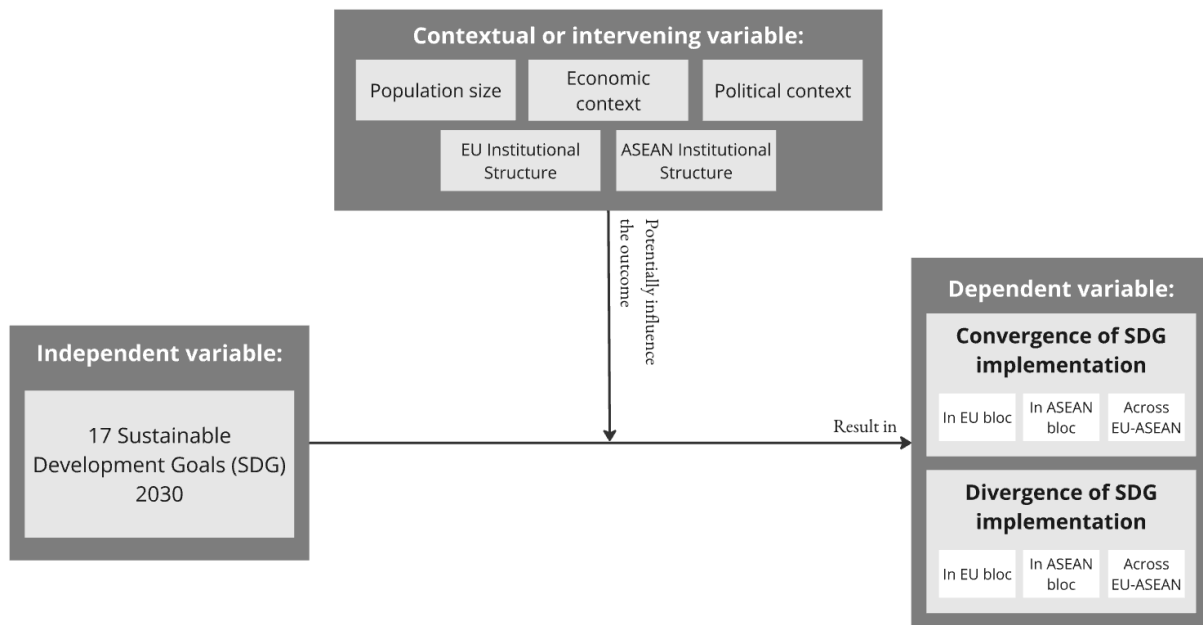 Contextual or intervening variable:
Population size
Economic
context
Political context
EU Institutional
Structure
ASEAN Institutional
Structure
Potentially influence
the outcome
Independent variable:
17 Sustainable
Development Goals (SDG)
2030
Result in
Dependent variable:
Convergence of SDG
implementation
In EU bloc
In ASEAN
bloc
Across
EU-ASEAN
Divergence of SDG
implementation
In EU bloc
In ASEAN
bloc
Across
EU-ASEAN